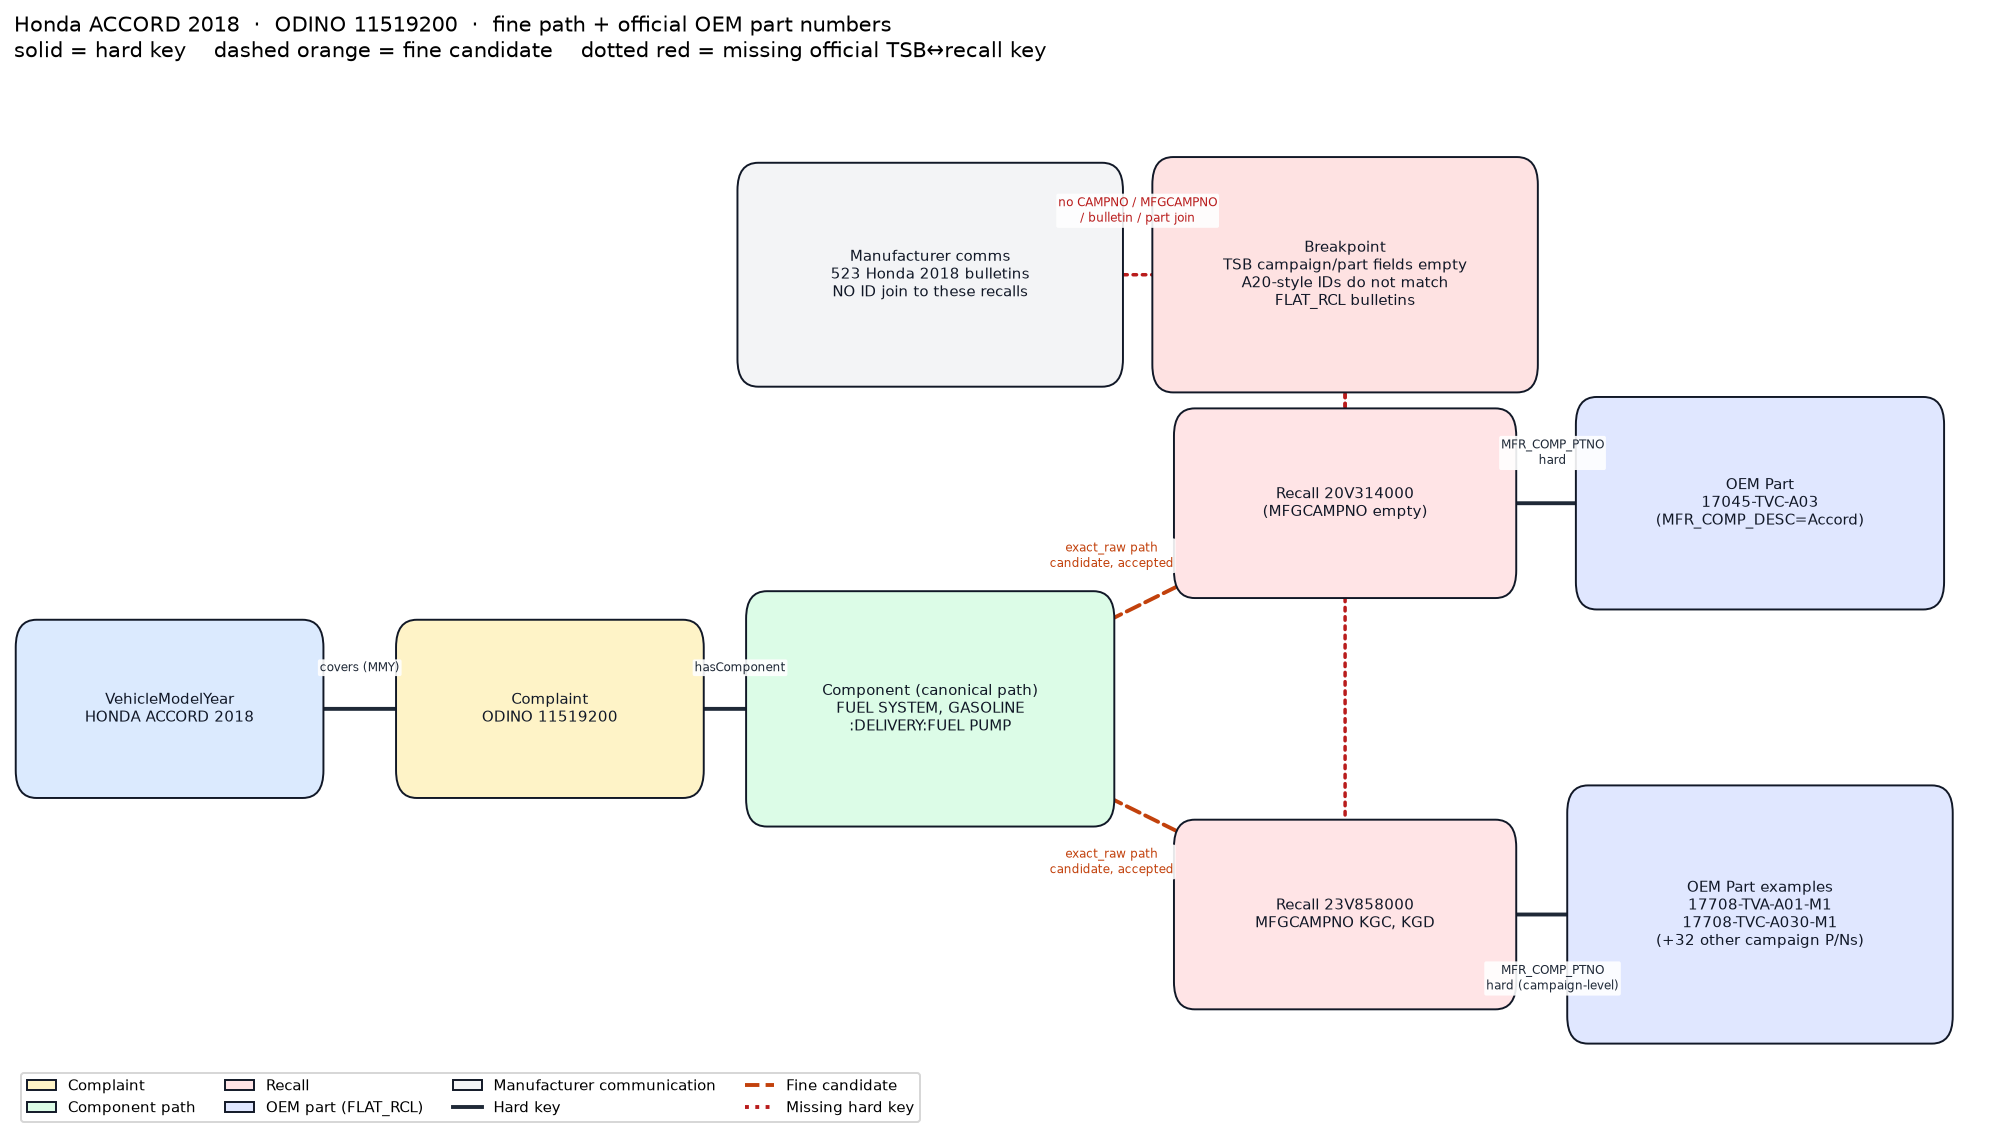 Honda ACCORD 2018  ·  ODINO 11519200  ·  fine path + official OEM part numbers
solid = hard key    dashed orange = fine candidate    dotted red = missing official TSB↔recall key
Manufacturer comms
523 Honda 2018 bulletins
NO ID join to these recalls
no CAMPNO / MFGCAMPNO
/ bulletin / part join
Breakpoint
TSB campaign/part fields empty
A20-style IDs do not match
FLAT_RCL bulletins
Recall 20V314000
(MFGCAMPNO empty)
MFR_COMP_PTNO
hard
OEM Part
17045-TVC-A03
(MFR_COMP_DESC=Accord)
exact_raw path
candidate, accepted
VehicleModelYear
HONDA ACCORD 2018
covers (MMY)
Complaint
ODINO 11519200
hasComponent
Component (canonical path)
FUEL SYSTEM, GASOLINE
:DELIVERY:FUEL PUMP
exact_raw path
candidate, accepted
Recall 23V858000
MFGCAMPNO KGC, KGD
MFR_COMP_PTNO
hard (campaign-level)
OEM Part examples
17708-TVA-A01-M1
17708-TVC-A030-M1
(+32 other campaign P/Ns)
Complaint
Component path
Recall
OEM part (FLAT_RCL)
Manufacturer communication
Hard key
Fine candidate
Missing hard key